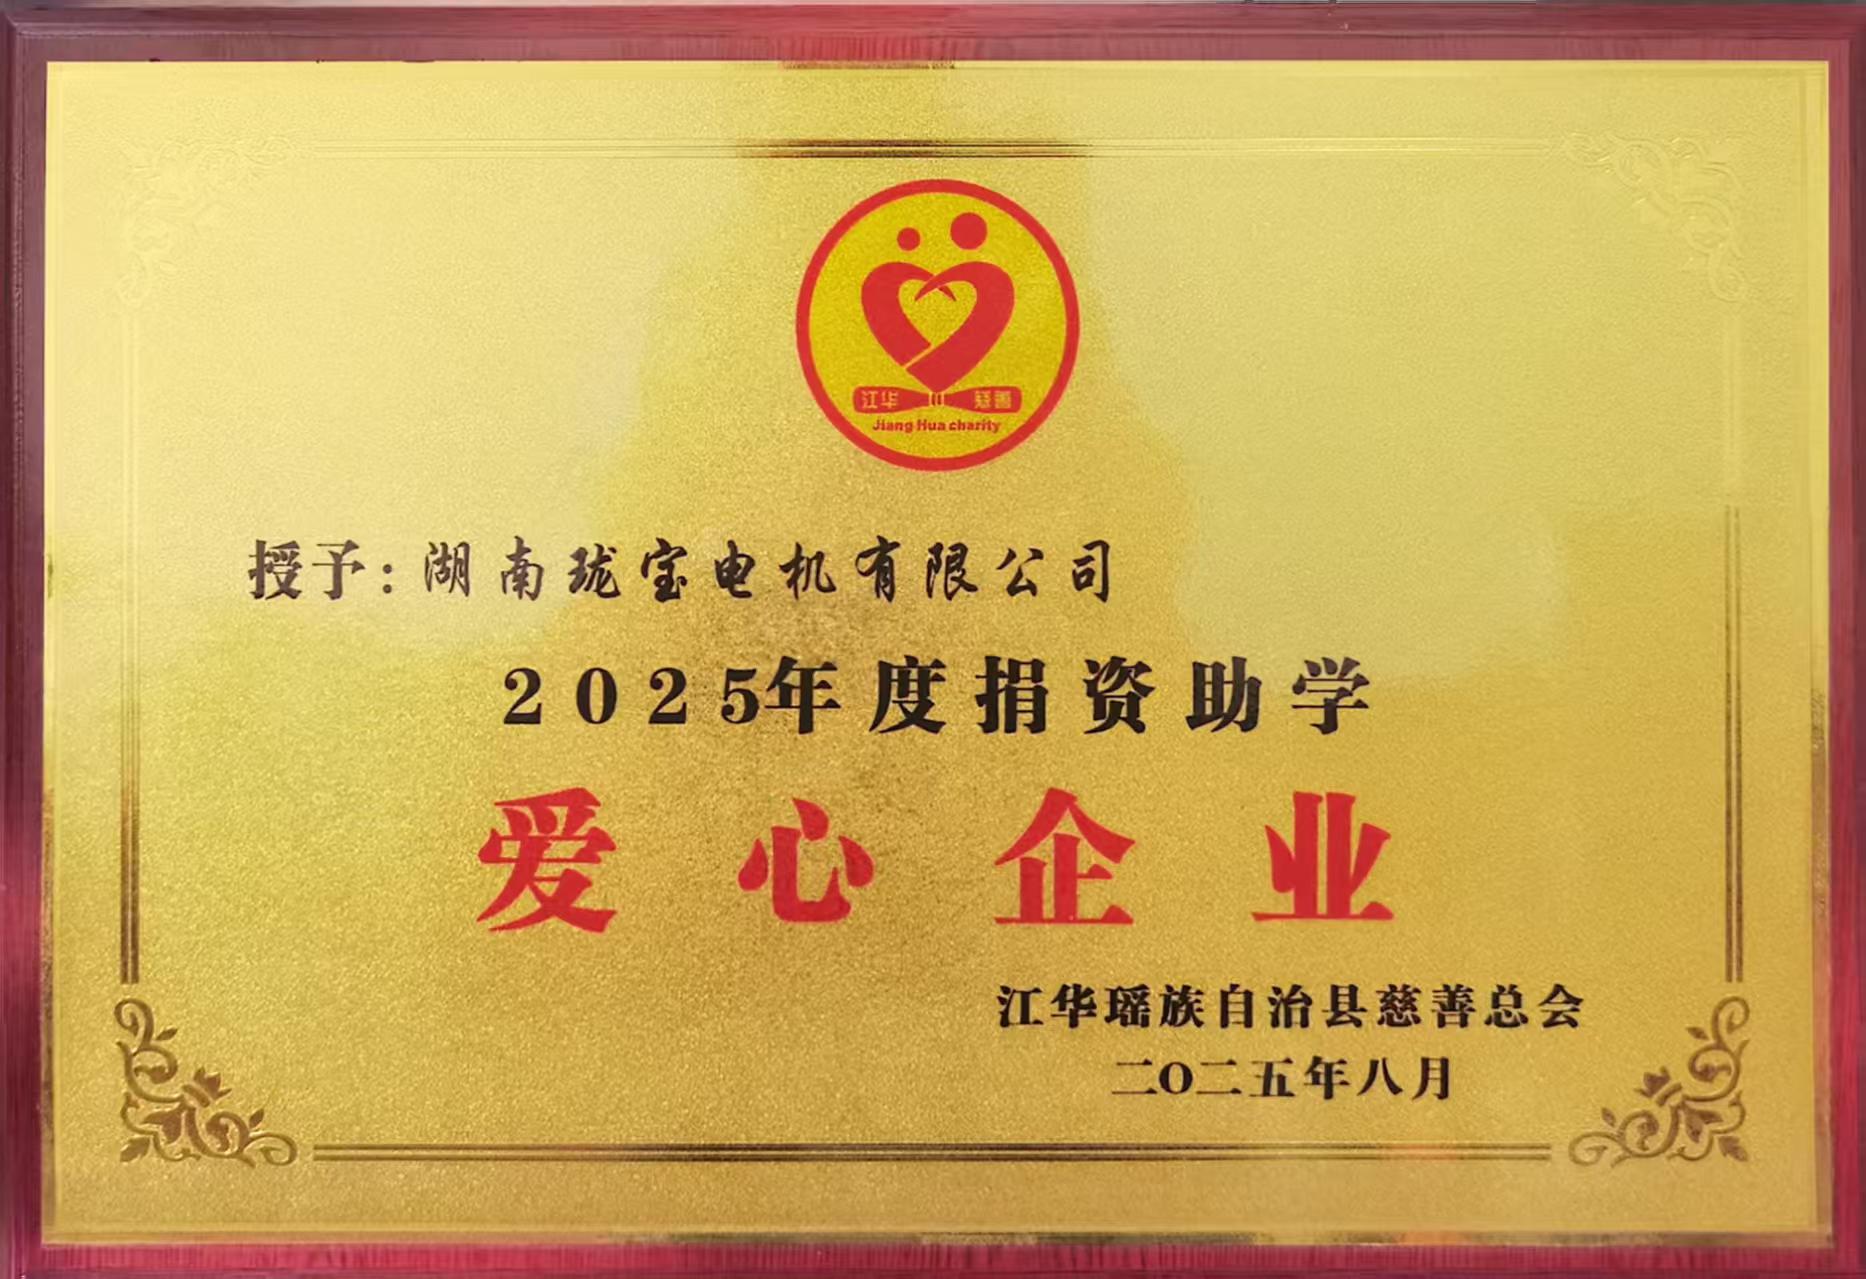 江华 慈善
Jiang Hua charity
授予:湖南珑宝电机有限公司
2025年度捐资助学
爱心企业
江华瑶族自治县慈善总会
二O二五年八月